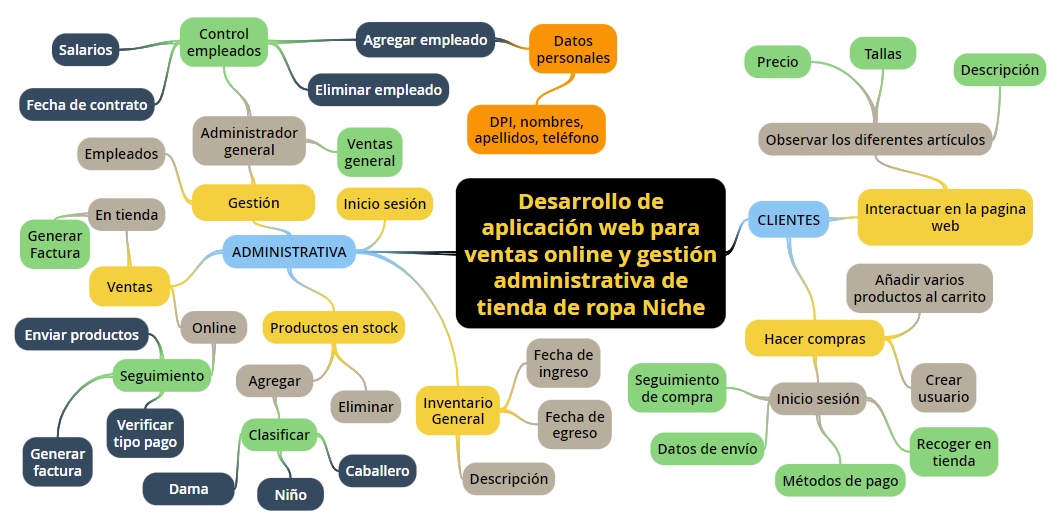 Desarrollo de
aplicación web para
ventas online y gestión
administrativa de
tienda de ropa Niche
ADMINISTRATIVA
Gestión
Administrador
general
Control
empleados
Salarios
Fecha de contrato
Agregar empleado
Datos
personales
DPI, nombres,
apellidos, teléfono
Eliminar empleado
Ventas
general
Empleados
Inicio sesión
Ventas
En tienda
Generar
Factura
Online
Seguimiento
Enviar productos
Generar
factura
Verificar
tipo pago
Productos en stock
Agregar
Clasificar
Dama
Niño
Caballero
Eliminar
Inventario
General
Fecha de
ingreso
Fecha de
egreso
Descripción
CLIENTES
Interactuar en la pagina
web
Observar los diferentes artículos
Precio
Tallas
Descripción
Hacer compras
Añadir varios
productos al carrito
Crear
usuario
Inicio sesión
Seguimiento
de compra
Datos de envío
Métodos de pago
Recoger en
tienda